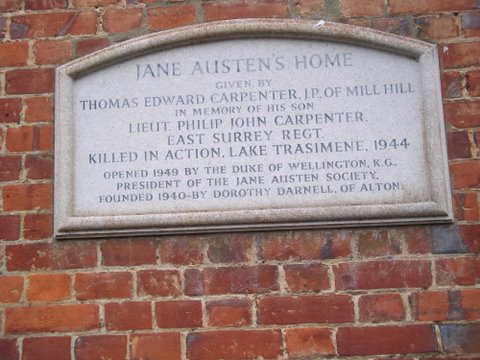 JANE AUSTEN'S HOME
GIVEN BY
THOMAS EDWARD CARPENTER, J.P. OF MILL HILL
IN MEMORY OF HIS SON
LIEUT. PHILIP JOHN CARPENTER,
EAST SURREY REGT.
KILLED IN ACTION, LAKE TRASIMENE, 1944
OPENED 1949 BY THE DUKE OF WELLINGTON, K.G.,
PRESIDENT OF THE JANE AUSTEN SOCIETY,
FOUNDED 1940-BY DOROTHY DARNELL, OF ALTON.